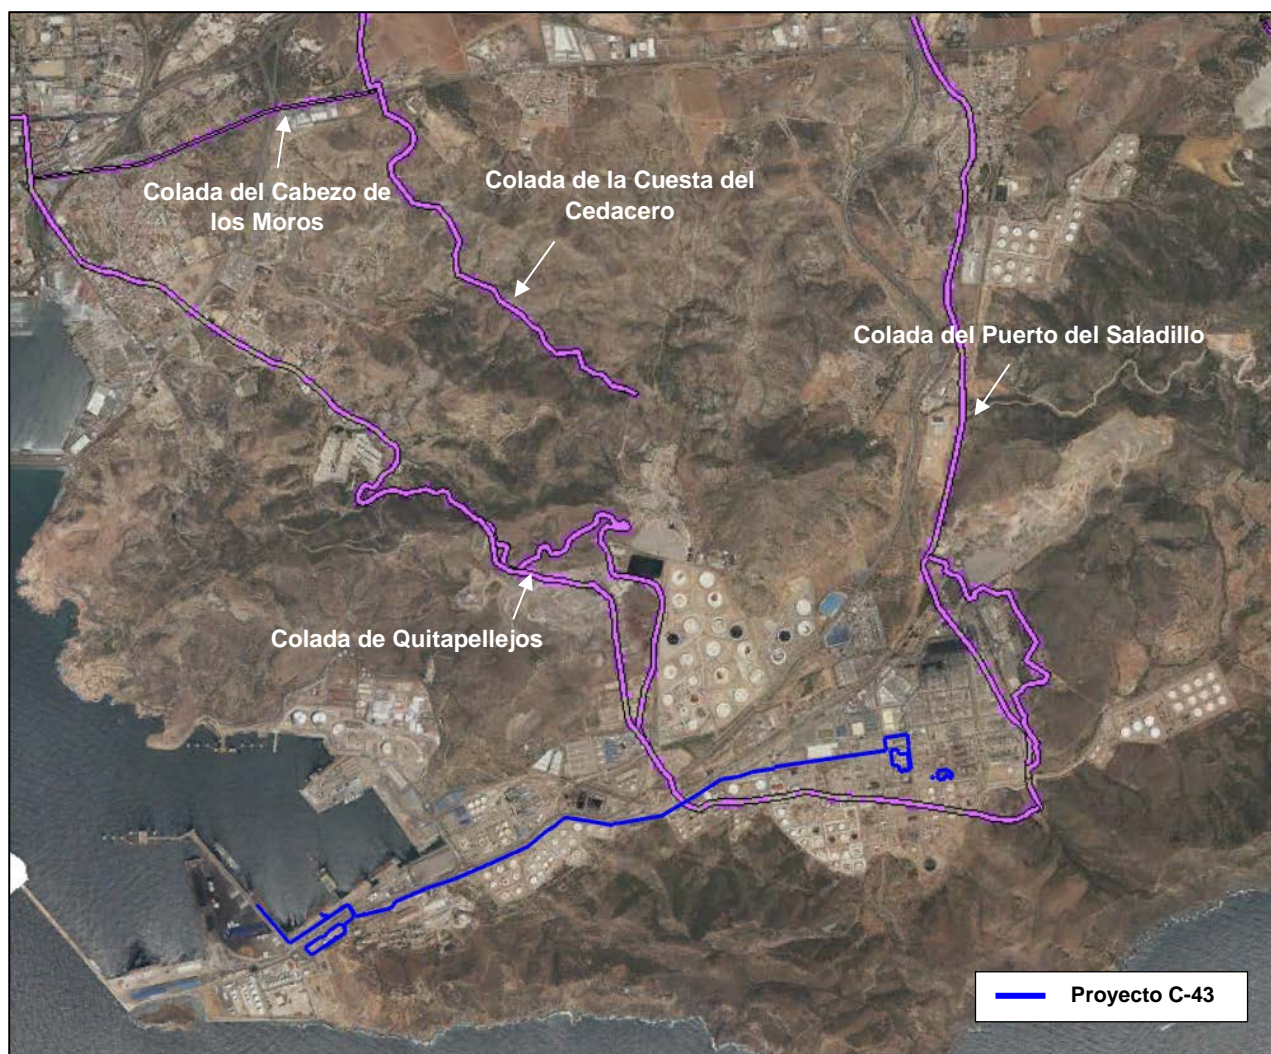 Colada del Cabezo de
los Moros
Colada de la Cuesta del
Cedacero
Colada del Puerto del Saladillo
Colada de Quitapellejos
Proyecto C-43